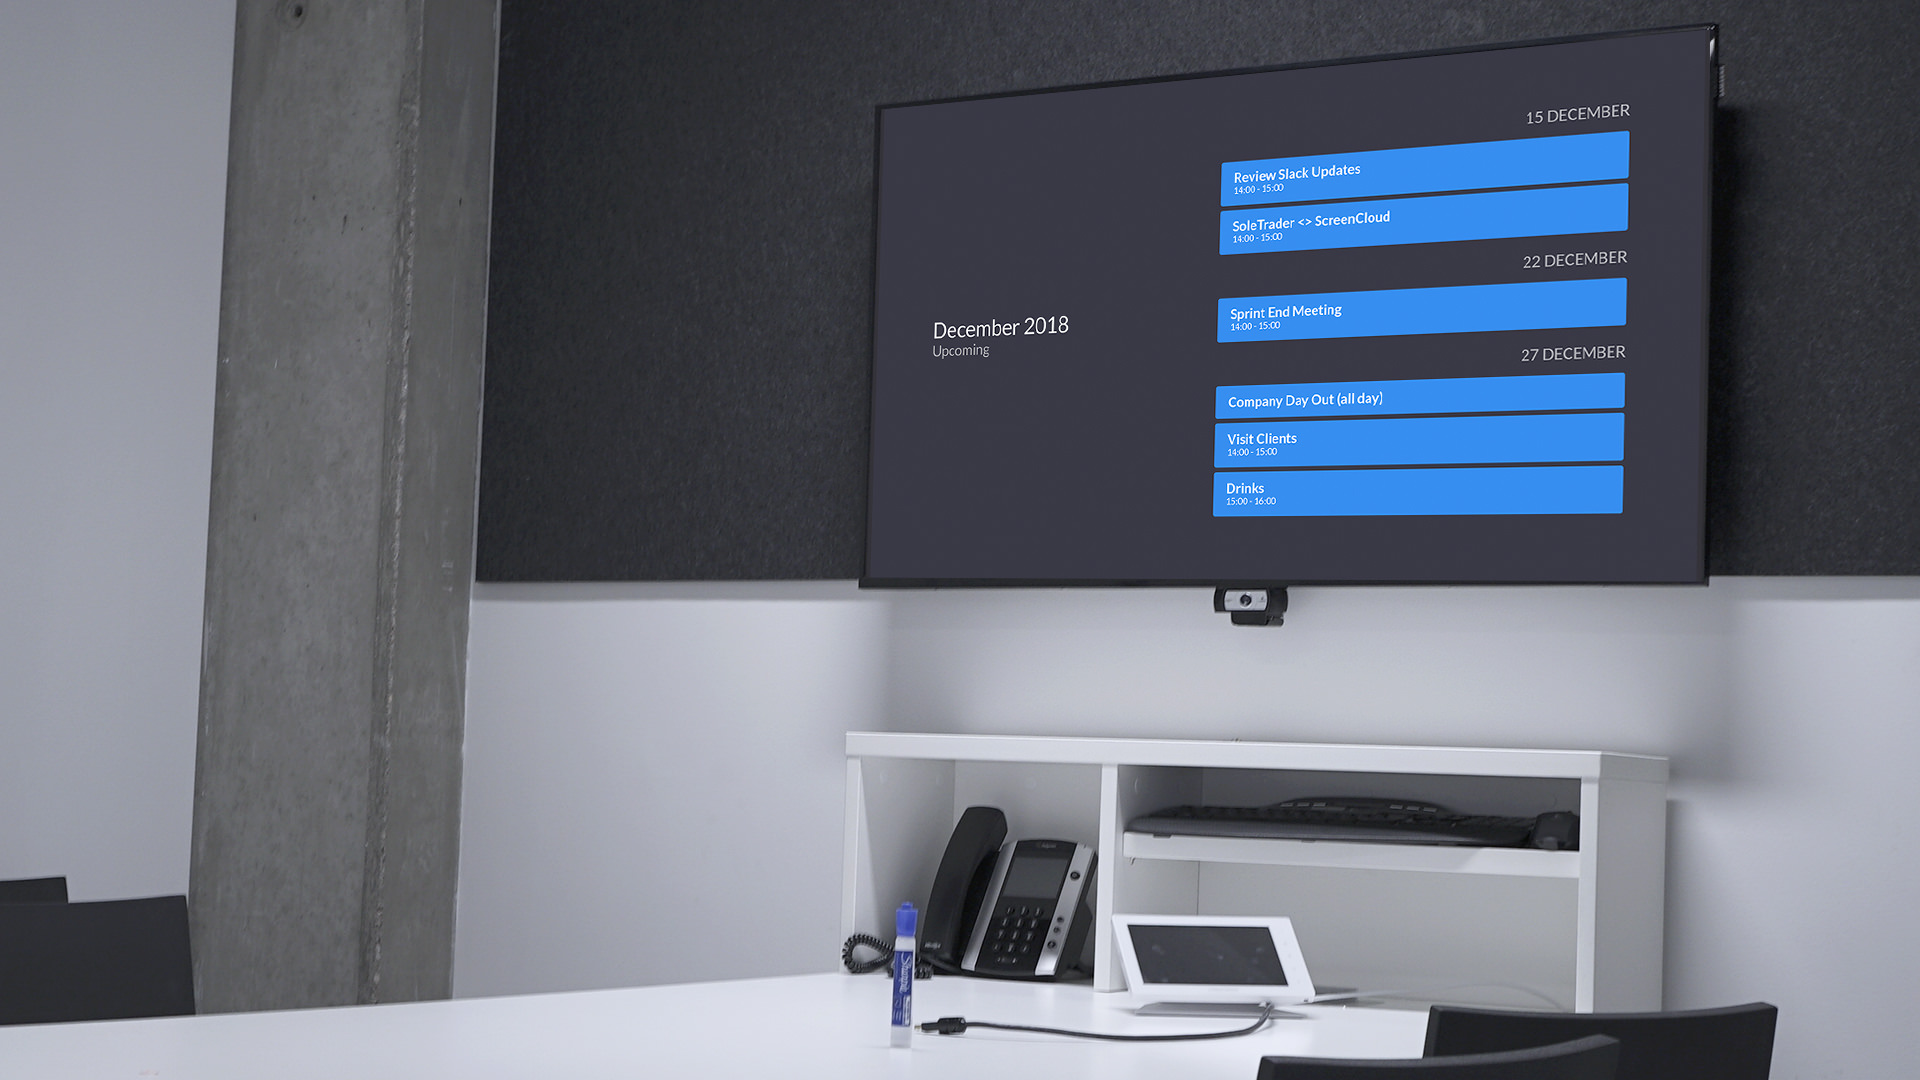 December 2018
Upcoming
15 DECEMBER
Review Slack Updates
14:00 - 15:00
SoleTrader <> ScreenCloud
14:00 - 15:00
22 DECEMBER
Sprint End Meeting
14:00 - 15:00
27 DECEMBER
Company Day Out (all day)
Visit Clients
14:00 - 15:00
Drinks
15:00 - 16:00
Sharpie